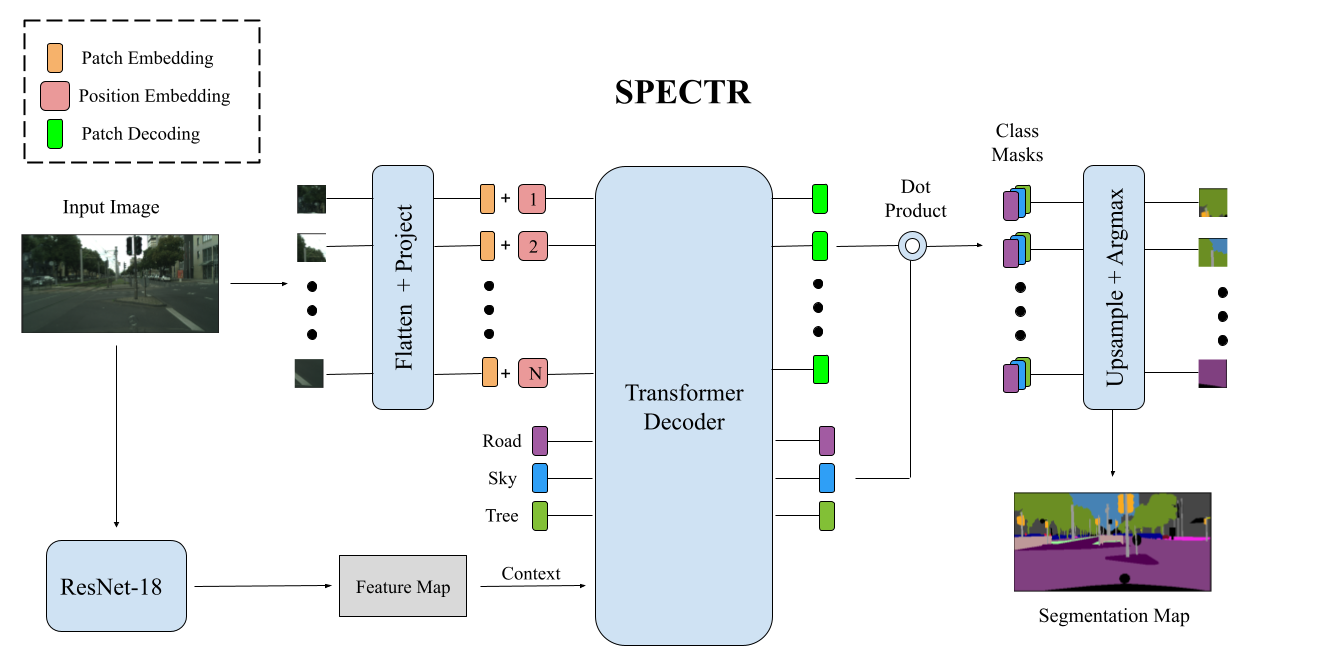 Patch Embedding
Position Embedding
Patch Decoding
SPECTR
Input Image
Flatten + Project
+ 1
+ 2
+ N
Transformer
Decoder
Road
Sky
Tree
ResNet-18
Feature Map
Context
Dot
Product
Class
Masks
Upsample + Argmax
Segmentation Map